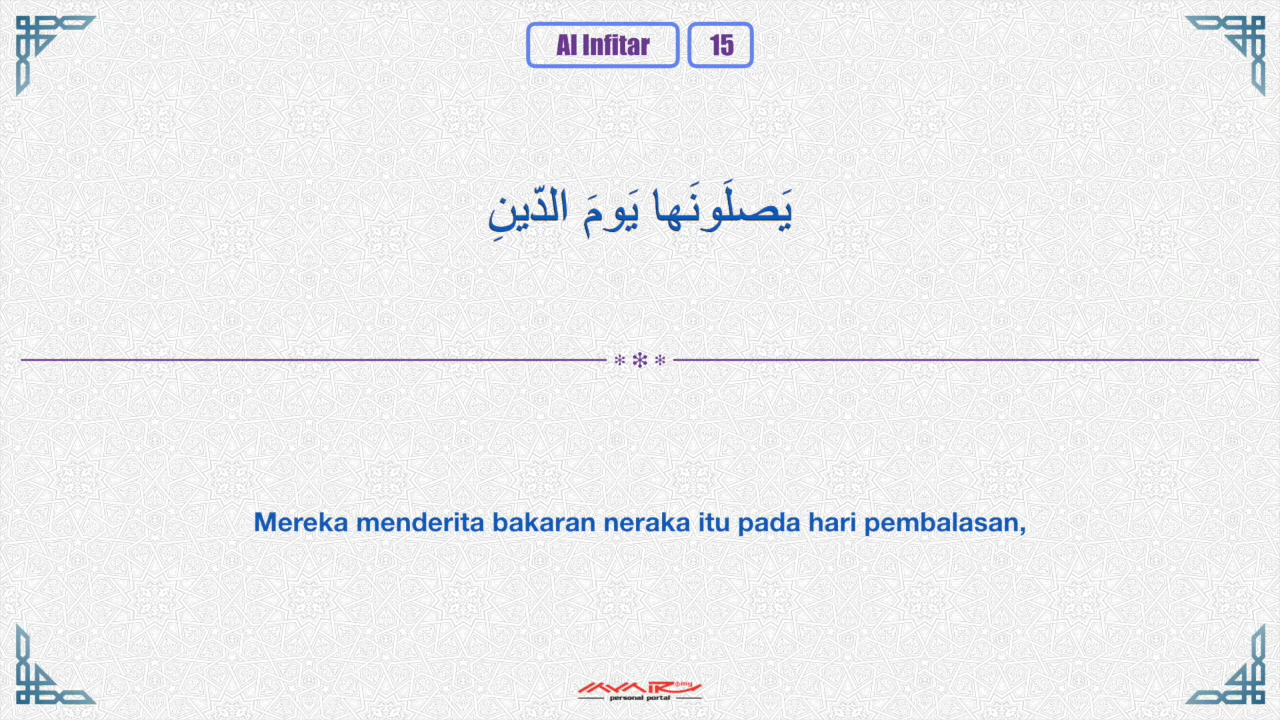 Al Infitar 15
يَصلَونَها يَومَ الدّينِ
Mereka menderita bakaran neraka itu pada hari pembalasan,
personal portal